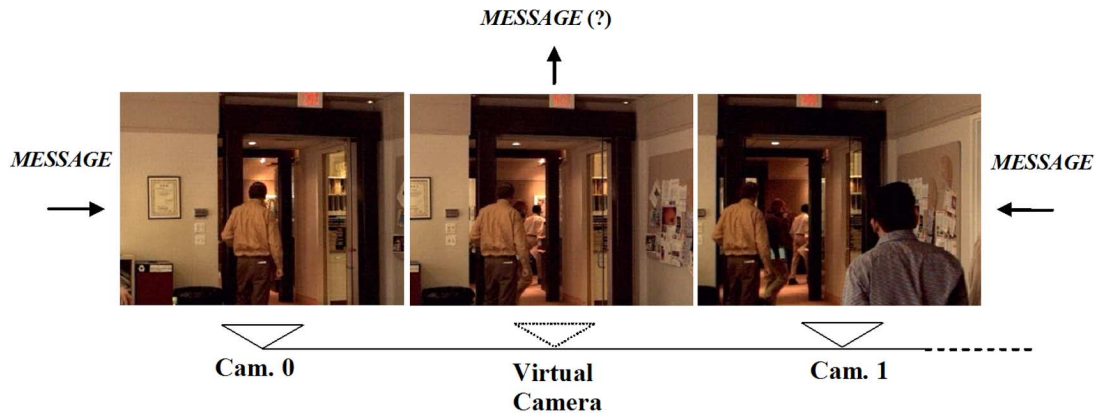 MESSAGE (?)
MESSAGE
MESSAGE
Cam. 0
Virtual
Camera
Cam. 1